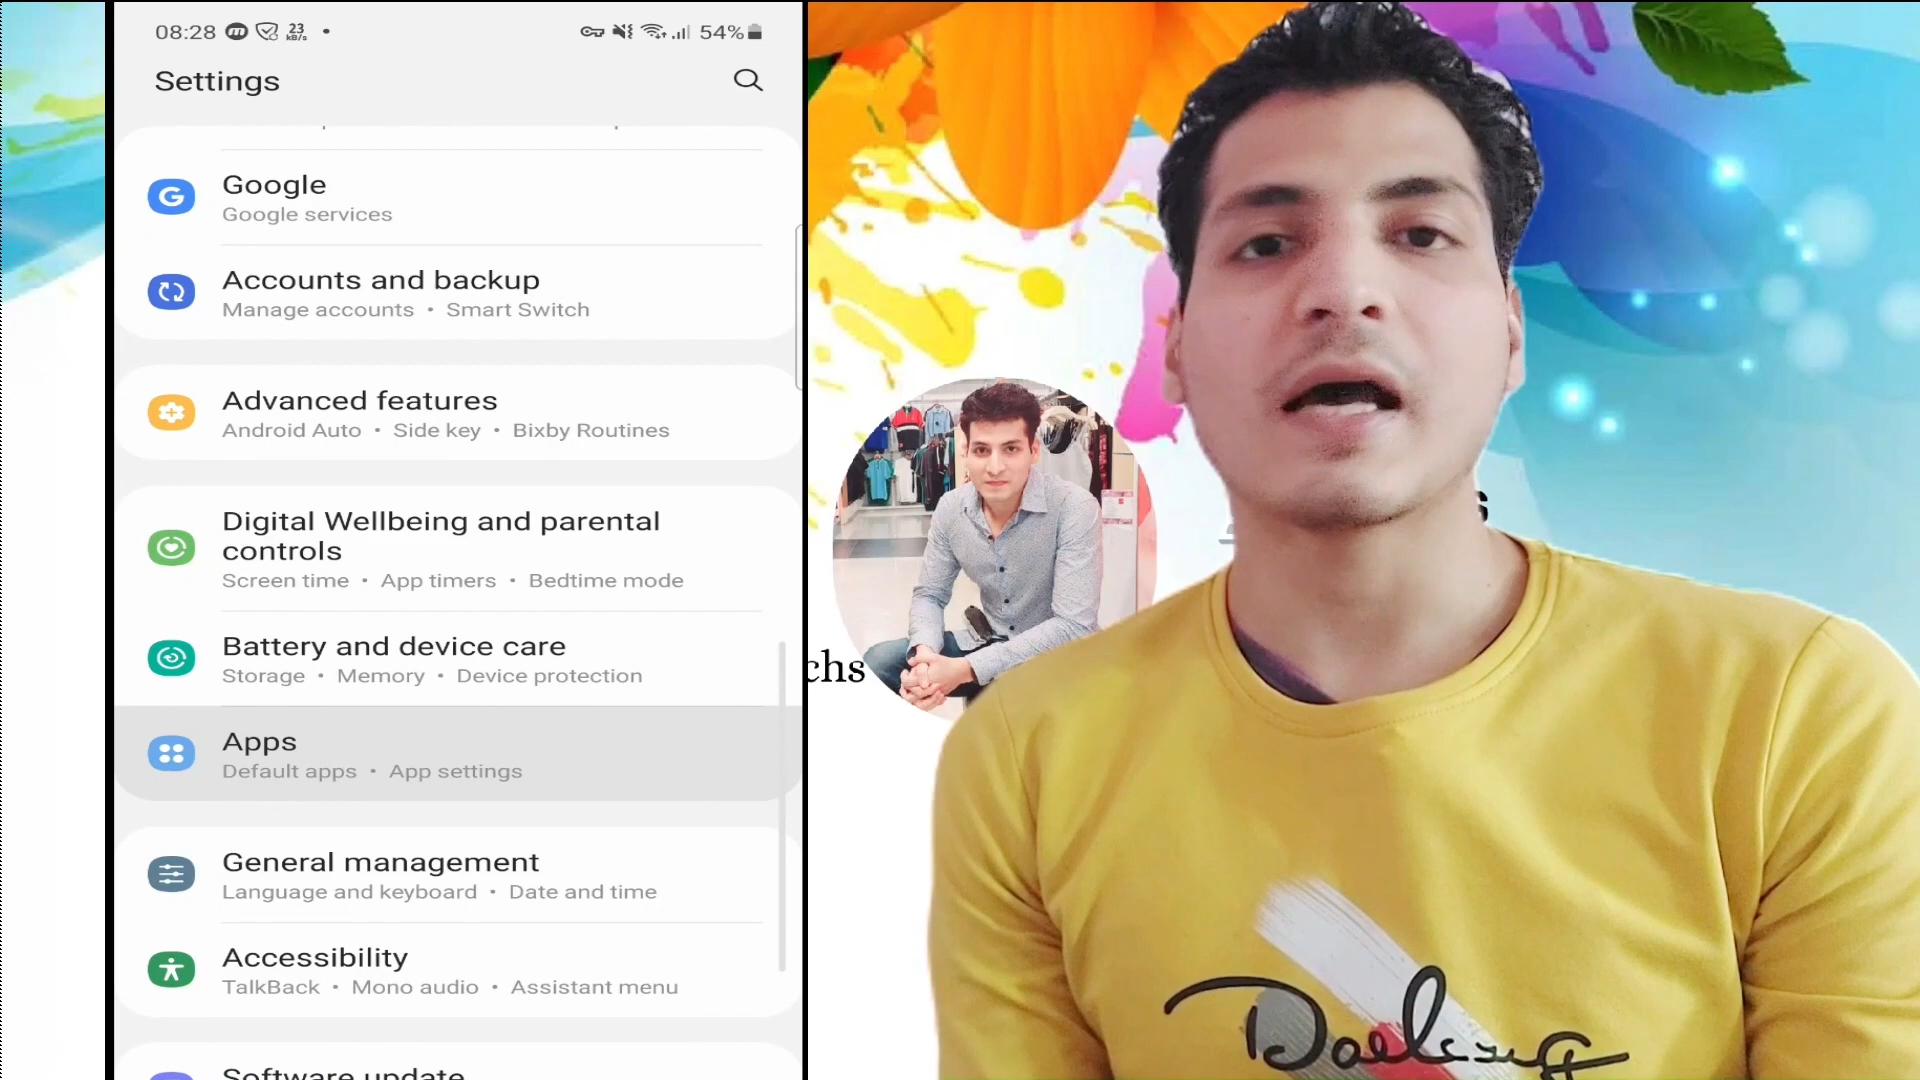 08:28
23
KB/s
54%
Settings
Google
Google services
Accounts and backup
Manage accounts • Smart Switch
Advanced features
Android Auto • Side key • Bixby Routines
Digital Wellbeing and parental
controls
Screen time • App timers • Bedtime mode
Battery and device care
Storage • Memory • Device protection
Apps
Default apps • App settings
General management
Language and keyboard • Date and time
Accessibility
TalkBack • Mono audio • Assistant menu
Software update
chs
s